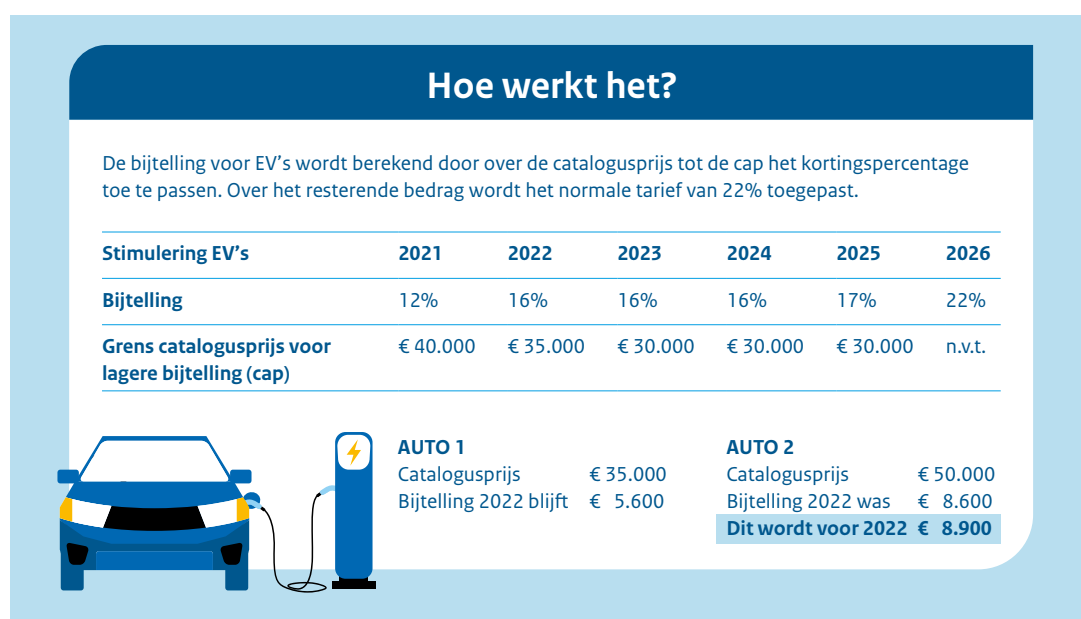 Hoe werkt het?
De bijtelling voor EV’s wordt berekend door over de catalogusprijs tot de cap het kortingspercentage
toe te passen. Over het resterende bedrag wordt het normale tarief van 22% toegepast.
Stimulering EV’s 2021 2022 2023 2024 2025 2026
Bijtelling 12% 16% 16% 16% 17% 22%
Grens catalogusprijs voor € 40.000 € 35.000 € 30.000 € 30.000 € 30.000 n.v.t.
lagere bijtelling (cap)
AUTO 1
Catalogusprijs € 35.000
Bijtelling 2022 blijft € 5.600
AUTO 2
Catalogusprijs € 50.000
Bijtelling 2022 was € 8.600
Dit wordt voor 2022 € 8.900